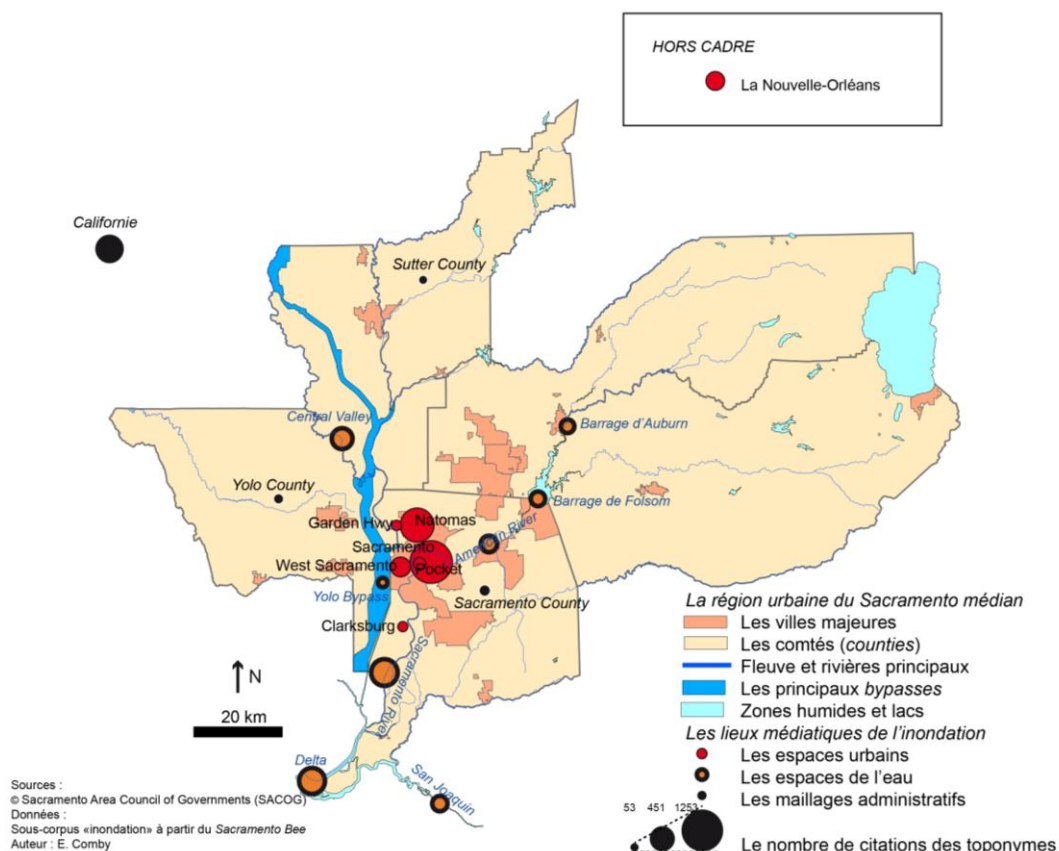 HORS CADRE
La Nouvelle-Orléans
Californie
Sutter County
Central Valley
Barrage d'Auburn
Yolo County
Barrage de Folsom
Garden Hwy
Natomas
American River
Sacramento
West Sacramento
Pocket
Yolo Bypass
Sacramento County
Clarksburg
Sacramento River
N
20 km
Delta
San Joaquin
La région urbaine du Sacramento médian
Les villes majeures
Les comtés (counties)
Fleuve et rivières principaux
Les principaux bypasses
Zones humides et lacs
Les lieux médiatiques de l'inondation
Les espaces urbains
Les espaces de l'eau
Les maillages administratifs
53 451 1253
Le nombre de citations des toponymes
Sources :
© Sacramento Area Council of Governments (SACOG)
Données :
Sous-corpus «inondation» à partir du Sacramento Bee
Auteur : E. Comby